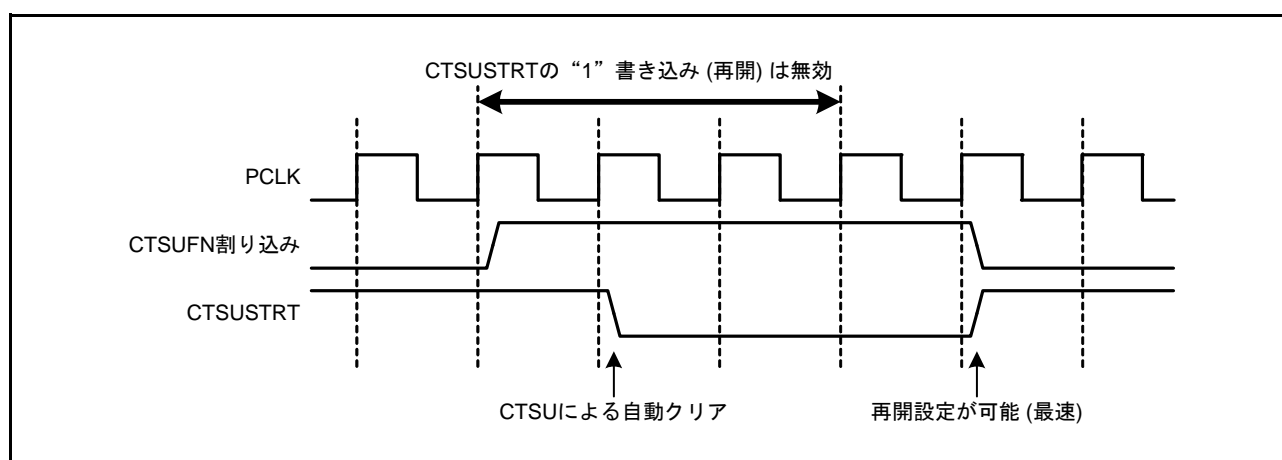 CTSUSTRTの“1”書き込み (再開) は無効
PCLK
CTSUFN割り込み
CTSUSTRT
CTSUによる自動クリア
再開設定が可能 (最速)